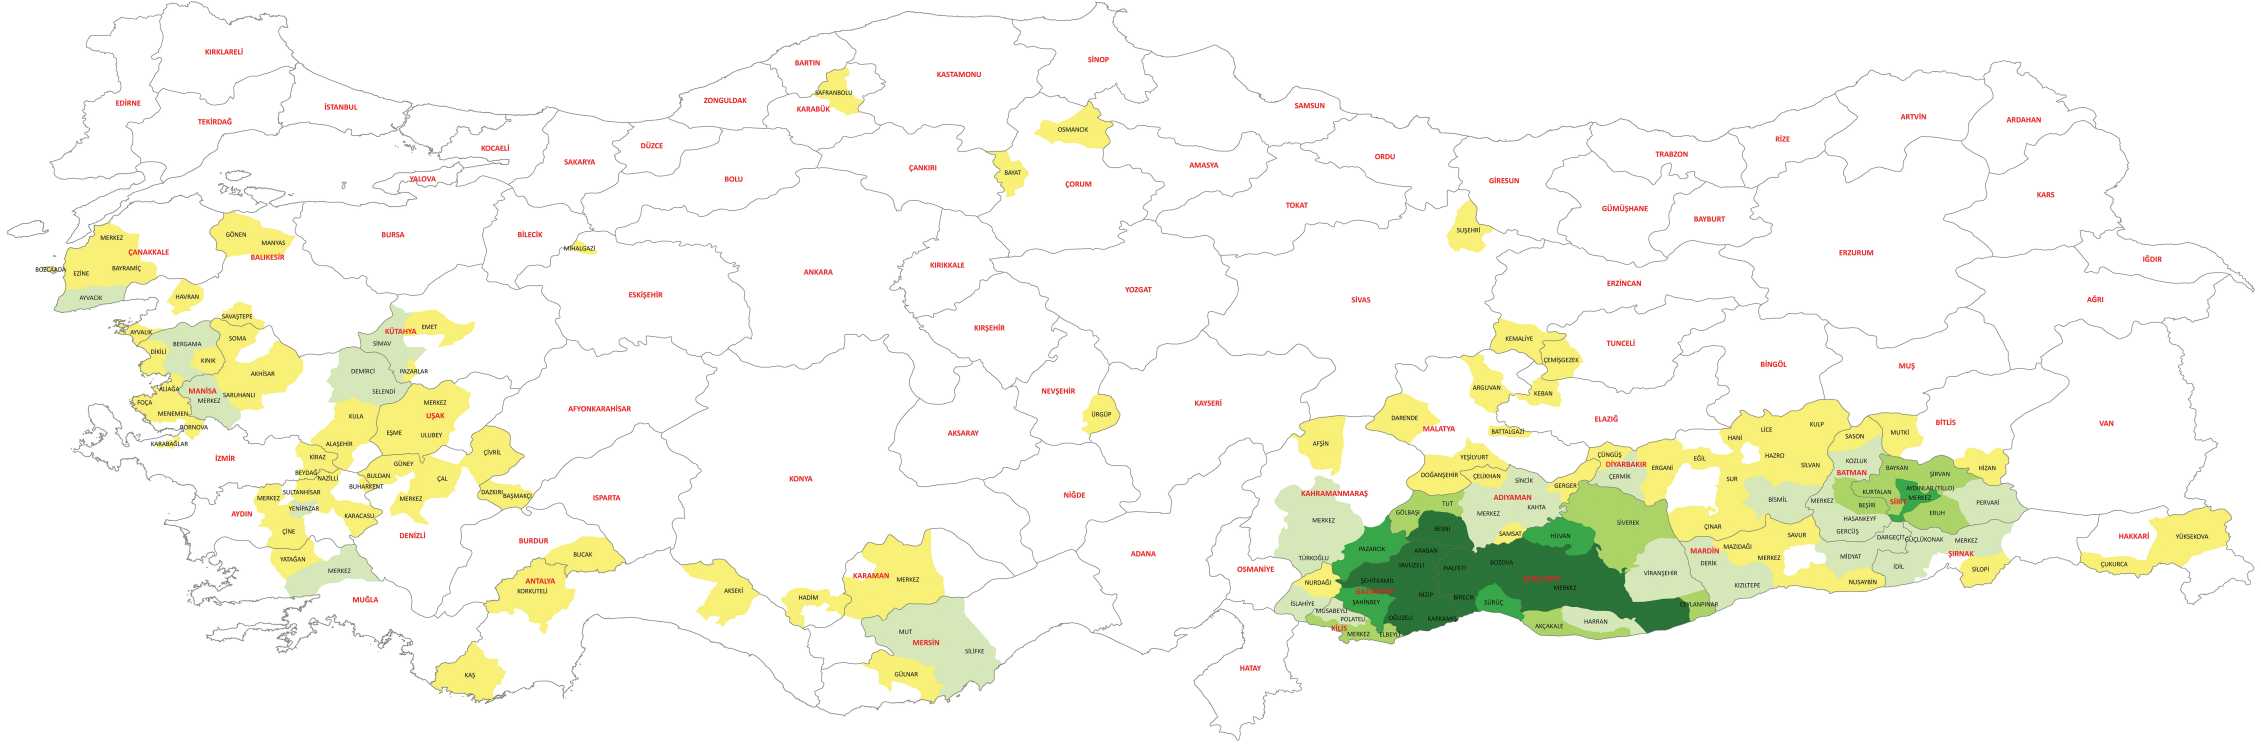 SİNOP
KIRKLARELİ
BARTIN
KASTAMONU
SAFRANBOLU
EDİRNE
İSTANBUL
ZONGULDAK
KARABÜK
SAMSUN
TEKİRDAĞ
OSMANCIK
ARTVİN
ARDAHAN
RİZE
KOCAELİ
DÜZCE
SAKARYA
ÇANKIRI
AMASYA
ORDU
TRABZON
YALOVA
BOLU
BAYAT
ÇORUM
GİRESUN
KARS
TOKAT
GÜMÜŞHANE
BAYBURT
GÖNEN
MANYAS
MERKEZ
ÇANAKKALE
BALIKESİR
BURSA
BİLECİK
MİHALGAZİ
SUŞEHRİ
ERZURUM
IĞDIR
BOZCAADA
EZİNE
BAYRAMİÇ
ANKARA
KIRIKKALE
AYVACIK
HAVRAN
ESKİŞEHİR
YOZGAT
SİVAS
ERZİNCAN
AĞRI
SAVAŞTEPE
AYVALIK
KÜTAHYA
EMET
KIRŞEHİR
BERGAMA
SOMA
SİMAV
KEMALİYE
TUNCELİ
DİKİLİ
KINIK
ÇEMİŞGEZEK
BİNGÖL
MUŞ
AKHİSAR
DEMİRCİ
PAZARLAR
ALİAĞA
MANİSA
SARUHANLI
SELENDİ
NEVŞEHİR
ARGUVAN
KEBAN
FOÇA
MERKEZ
MERKEZ
KAYSERİ
MENEMEN
KULA
UŞAK
AFYONKARAHİSAR
ÜRGÜP
DARENDE
ELAZIĞ
BİTLİS
VAN
BORNOVA
EŞME
ULUBEY
AKSARAY
MALATYA
BATTALGAZİ
LİCE
KULP
MUTKİ
KARABAĞLAR
ALAŞEHİR
AFŞİN
HANİ
SASON
İZMİR
KİRAZ
ÇİVRİL
YEŞİLYURT
ÇÜNGÜŞ
EĞİL
HAZRO
KOZLUK
BEYDAĞ
GÜNEY
DİYARBAKIR
ERGANİ
SİLVAN
BAYKAN
HİZAN
NAZİLLİ
BULDAN
ÇAL
KONYA
DOĞANŞEHİR
ÇELİKHAN
SİNCİK
ÇERMİK
SUR
BATMAN
ŞİRVAN
SULTANHİSAR
BUHARKENT
DAZKIRI
BAŞMAKÇI
NİĞDE
KAHRAMANMARAŞ
GERGER
KURTALAN
AYDINLAR (TİLLO)
MERKEZ
MERKEZ
ISPARTA
ADIYAMAN
BİSMİL
MERKEZ
SİİRT
MERKEZ
PERVARİ
AYDIN
YENİPAZAR
KARACASU
GÖLBAŞI
TUT
MERKEZ
KAHTA
BEŞİRİ
ERUH
MERKEZ
SİVEREK
ÇINAR
HASANKEYF
ÇİNE
DENİZLİ
BESNİ
SAMSAT
HİLVAN
SAVUR
GERCÜŞ
DARGEÇİT
GÜÇLÜKONAK
MERKEZ
HAKKARİ
YÜKSEKOVA
BURDUR
BUCAK
ADANA
PAZARCIK
ARABAN
MARDİN
MAZIDAĞI
MERKEZ
MİDYAT
ŞIRNAK
YATAĞAN
MERKEZ
TÜRKOĞLU
YAVUZELİ
HALFETİ
BOZOVA
DERİK
İDİL
SİLOPİ
ÇUKURCA
OSMANİYE
ANTALYA
KARAMAN
MERKEZ
NURDAĞI
ŞEHİTKAMİL
VİRANŞEHİR
KIZILTEPE
NUSAYBİN
KORKUTELİ
AKSEKİ
HADİM
MERKEZ
MUĞLA
İSLAHİYE
ŞAHİNBEY
NİZİP
BİRECİK
SÜRÜÇ
CEYLANPINAR
MUSABEYLİ
POLATELİ
OĞUZELİ
KARKAMIŞ
HARRAN
MUT
KİLİS
MERKEZ
ELBEYLİ
AKÇAKALE
MERSİN
SİLİFKE
KAŞ
GÜLNAR
HATAY